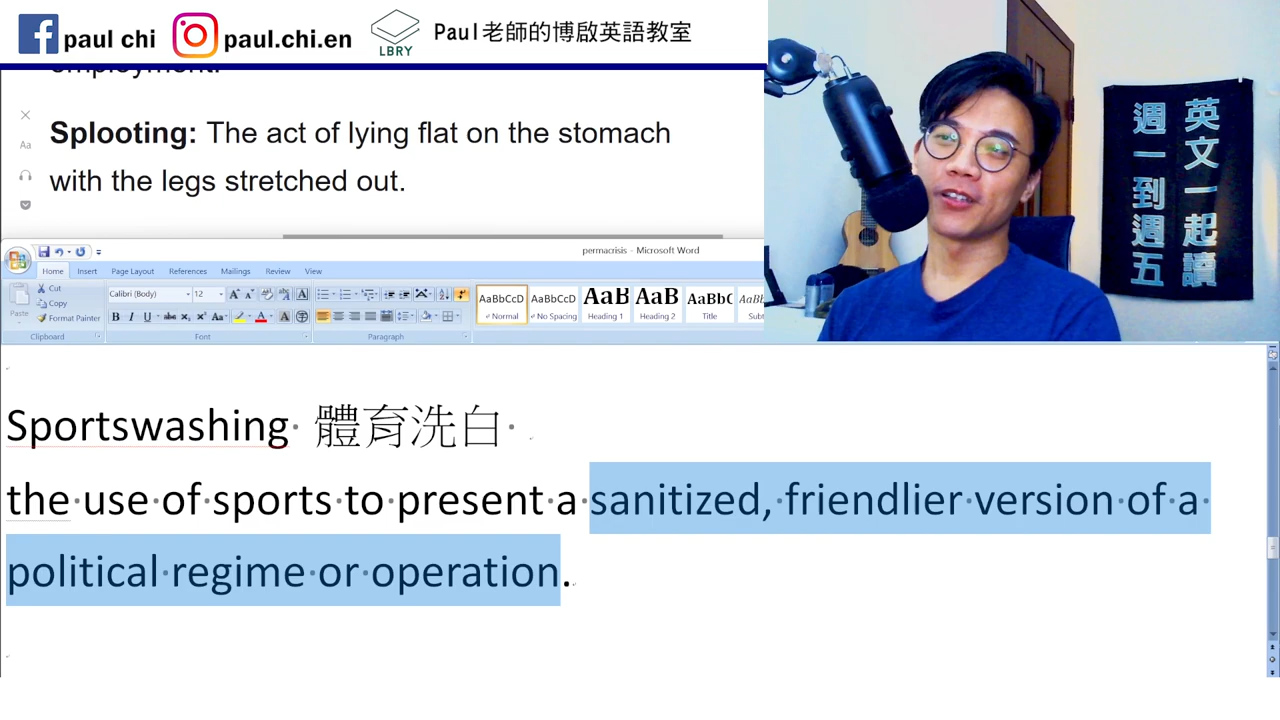 paul chi
paul.chi.en
LBRY
Paul老師的博啟英語教室
employment.
Splooting: The act of lying flat on the stomach
with the legs stretched out.
Aa
permacrisis - Microsoft Word
Home Insert Page Layout References Mailings Review View
Paste
Cut
Copy
Format Painter
Clipboard
Calibri (Body) 12
Font
Paragraph
AaBbCcD AaBbCcD AaBb AaB AaBbC AaBb
Normal No Spacing Heading 1 Heading 2 Title Subt
英文一起讀
週一到週五
Sportswashing 體育洗白
the use of sports to present a sanitized, friendlier version of a
political regime or operation.